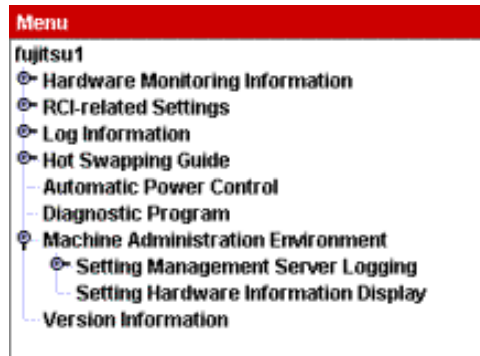 Menu
fujitsu1
Hardware Monitoring Information
RCI-related Settings
Log Information
Hot Swapping Guide
Automatic Power Control
Diagnostic Program
Machine Administration Environment
Setting Management Server Logging
Setting Hardware Information Display
Version Information